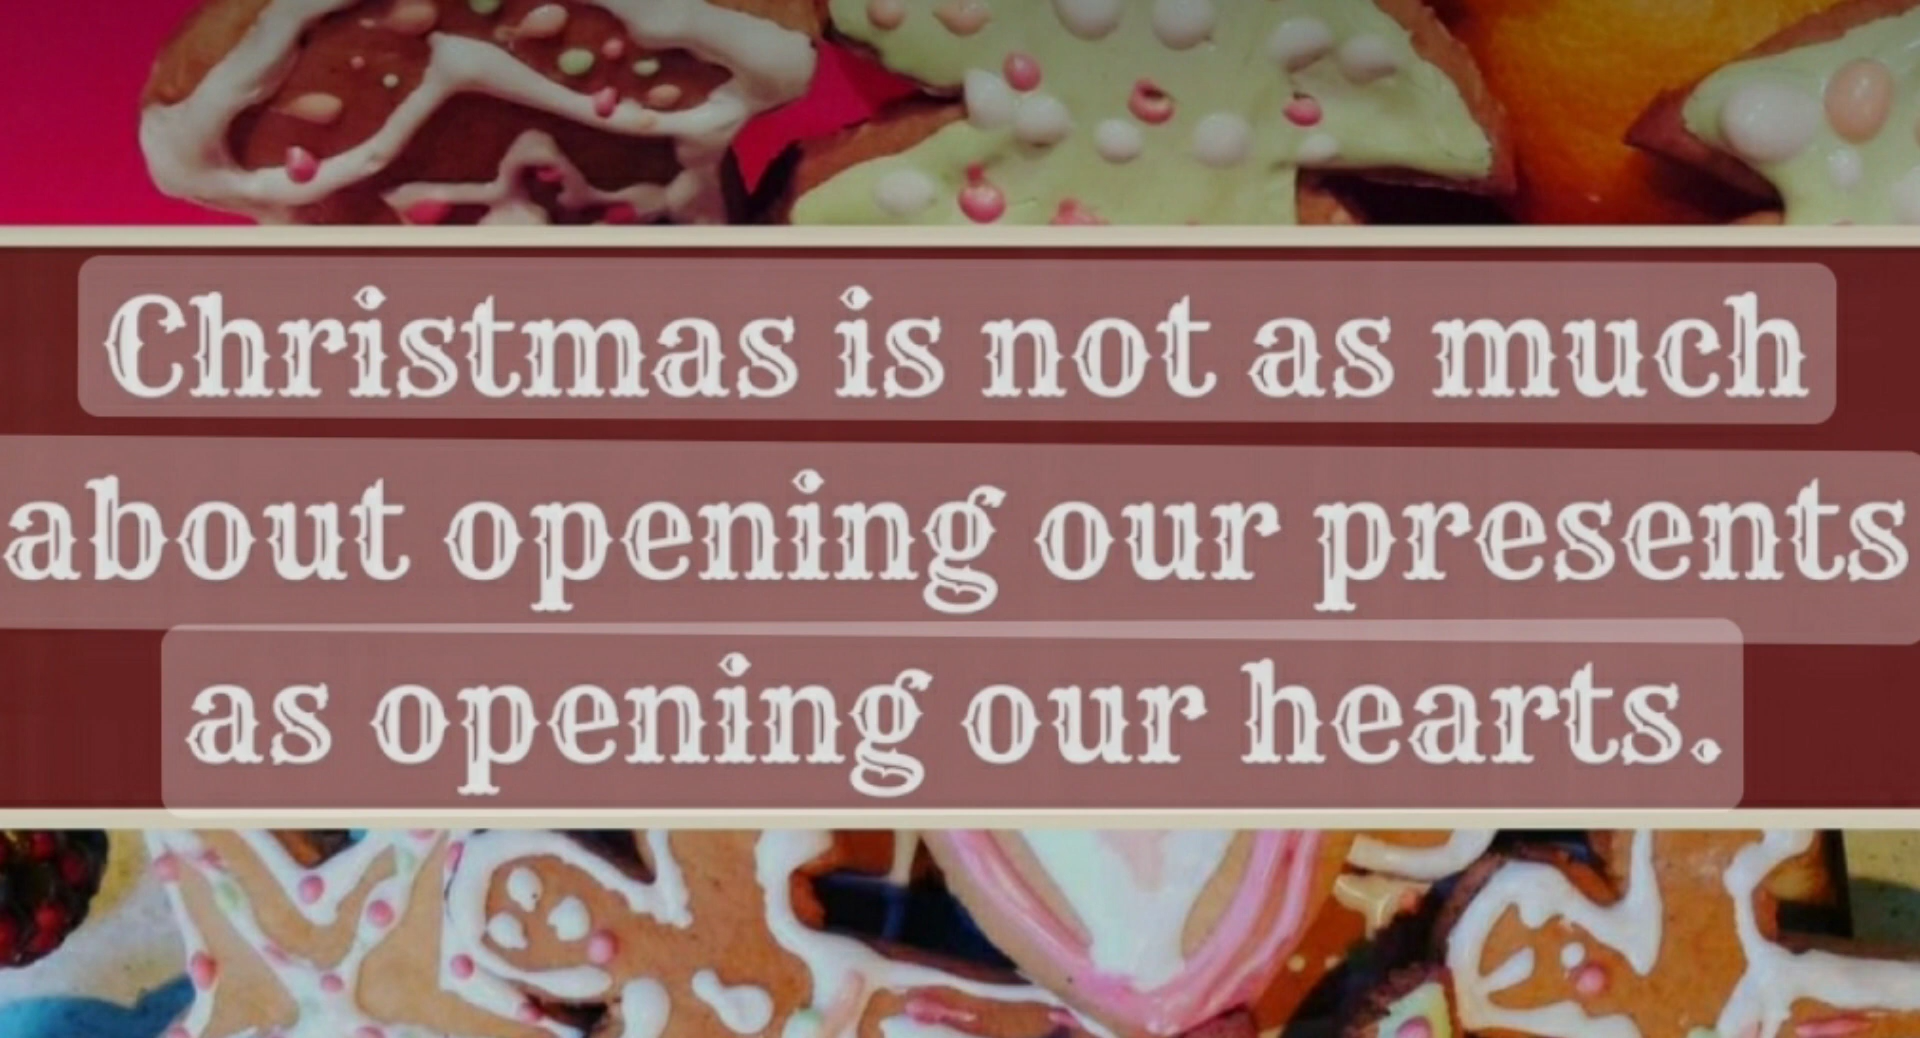 Christmas is not as much
about opening our presents
as opening our hearts.